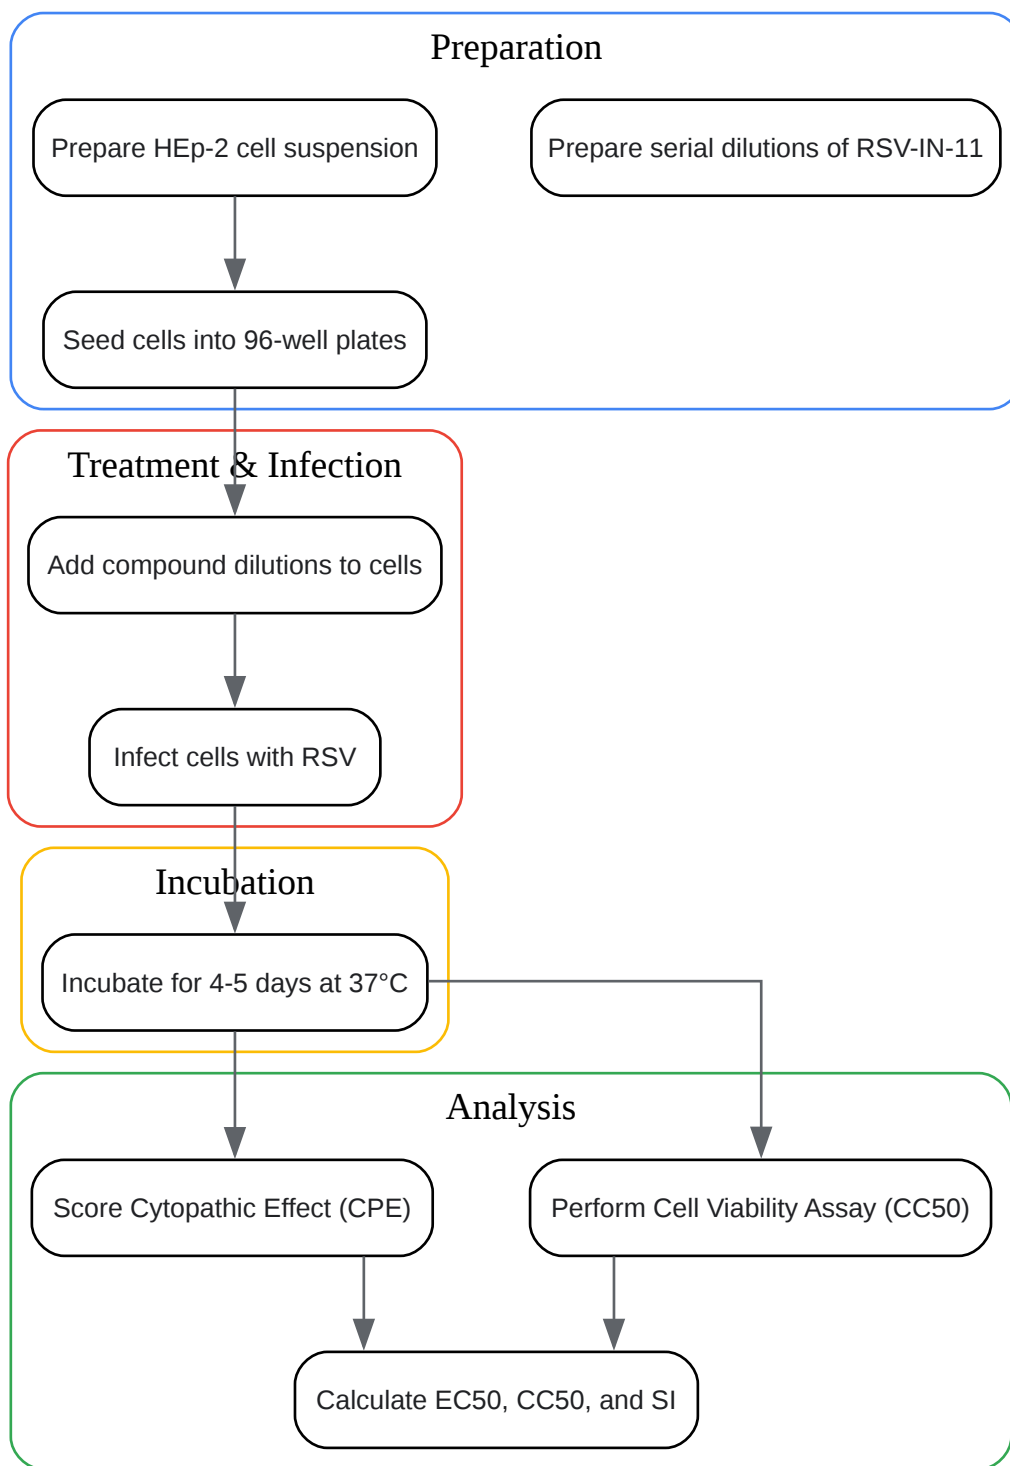 Preparation
Prepare HEp-2 cell suspension
Prepare serial dilutions of RSV-IN-11
Seed cells into 96-well plates
Treatment & Infection
Add compound dilutions to cells
Infect cells with RSV
Incubation
Incubate for 4-5 days at 37°C
Analysis
Score Cytopathic Effect (CPE)
Perform Cell Viability Assay (CC50)
Calculate EC50, CC50, and SI